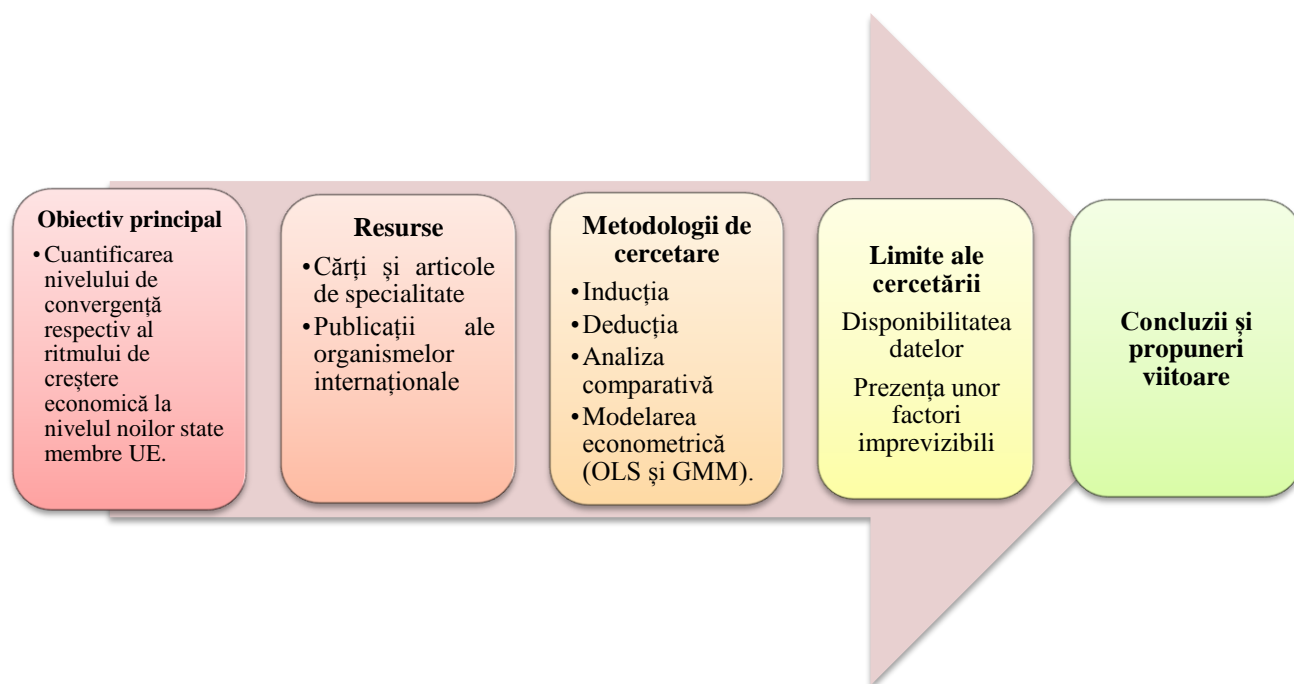 Obiectiv principal
•Cuantificarea
nivelului de
convergență
respectiv al
ritmului de
creștere
economică la
nivelul noilor state
membre UE.
Resurse
•Cărți și articole
de specialitate
•Publicații ale
organismelor
internaționale
Metodologii de
cercetare
•Inducția
•Deducția
•Analiza
comparativă
•Modelarea
econometrică
(OLS și GMM).
Limite ale
cercetării
Disponibilitatea
datelor
Prezența unor
factori
imprevizibili
Concluzii și
propuneri
viitoare